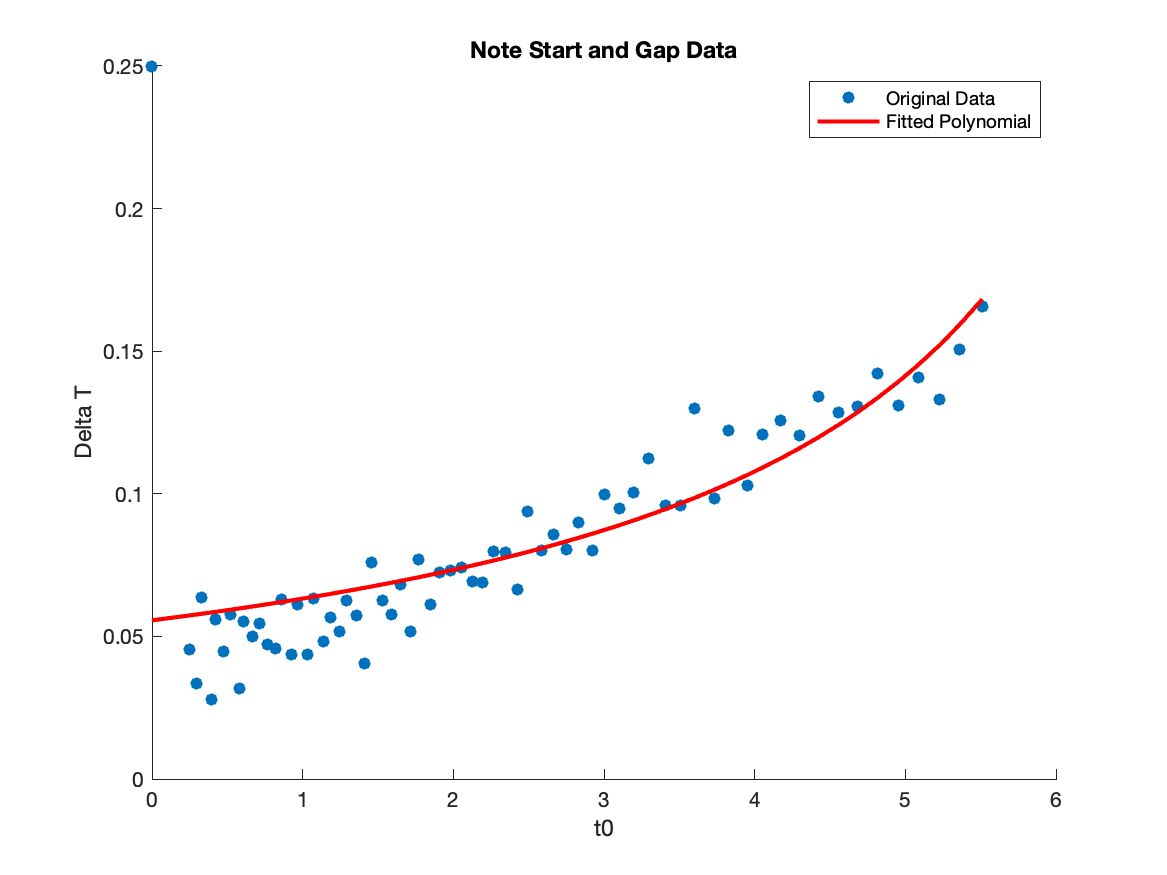 Note Start and Gap Data
0.25
0.2
0.15
0.1
0.05
0
Delta T
Original Data
Fitted Polynomial
0 1 2 3 4 5 6
t0